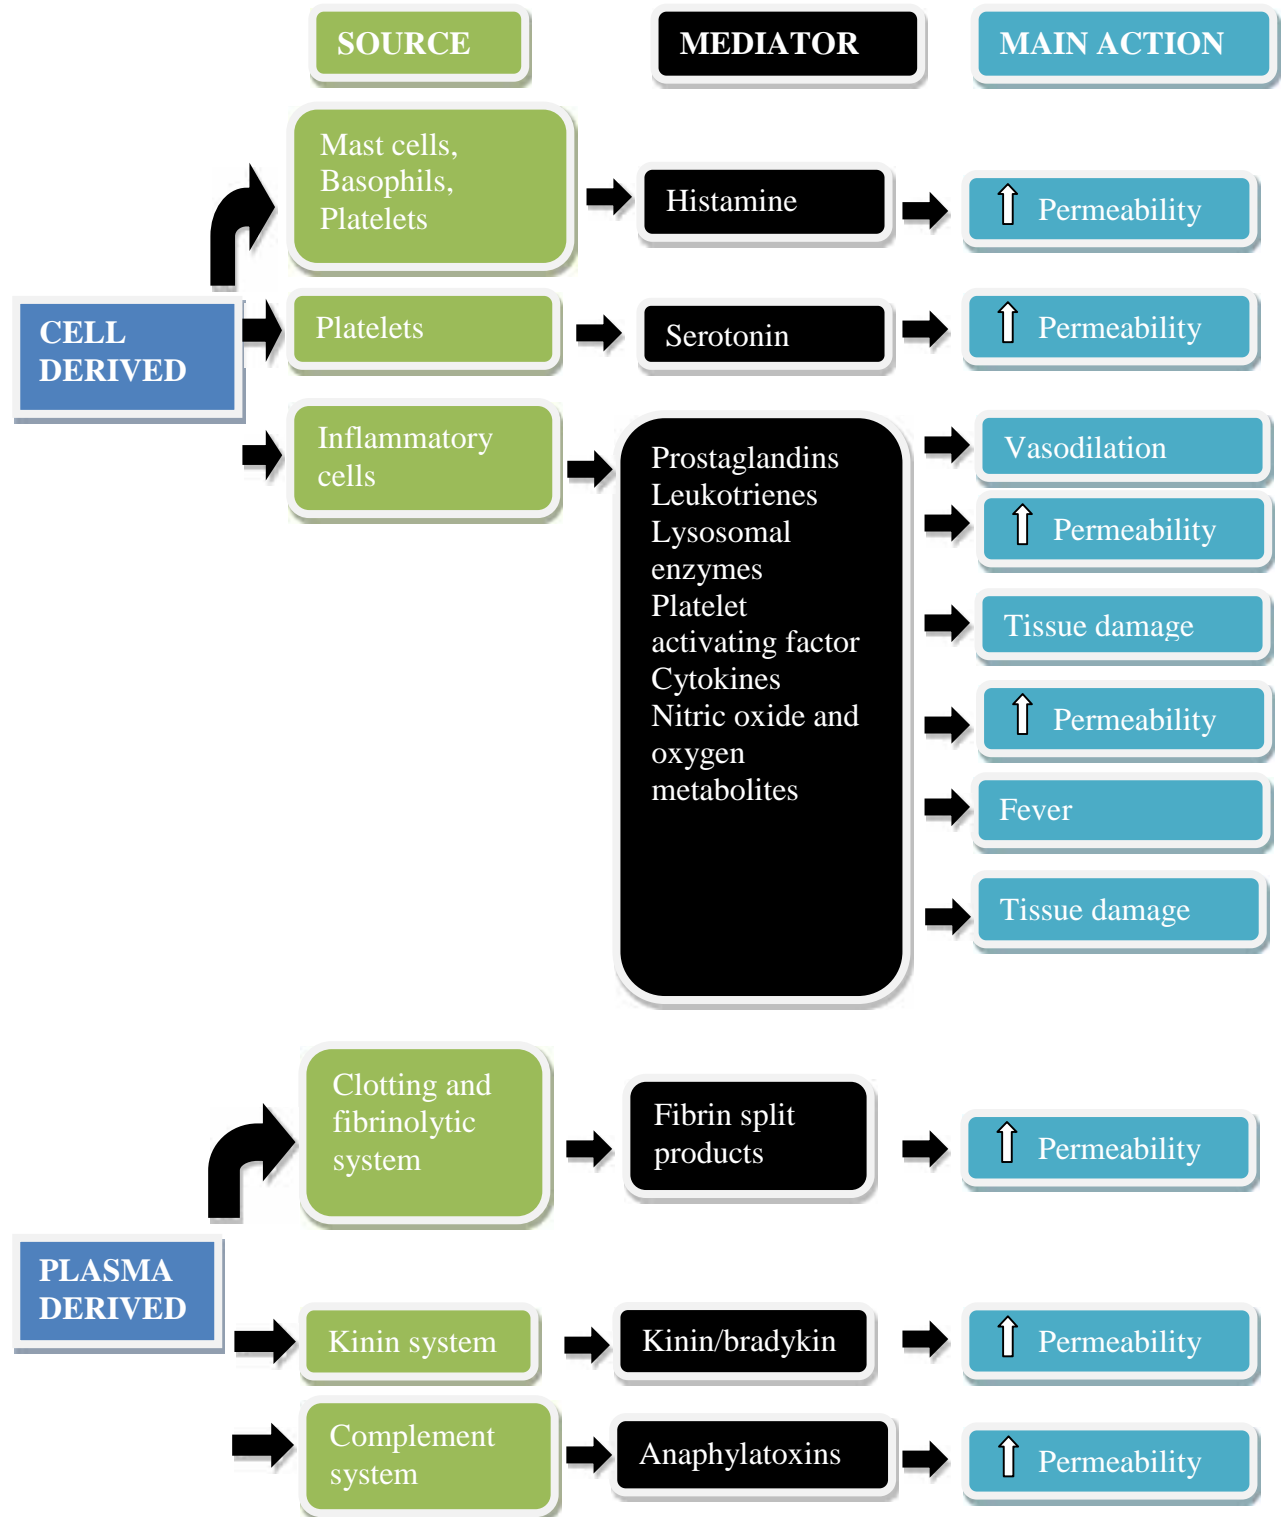 SOURCE
MEDIATOR
MAIN ACTION
Mast cells,
Basophils,
Platelets
Histamine
Permeability
CELL
DERIVED
Platelets
Serotonin
Permeability
Inflammatory
cells
Prostaglandins
Leukotrienes
Lysosomal
enzymes
Platelet
activating factor
Cytokines
Nitric oxide and
oxygen
metabolites
Vasodilation
Permeability
Tissue damage
Permeability
Fever
Tissue damage
Clotting and
fibrinolytic
system
Fibrin split
products
Permeability
PLASMA
DERIVED
Kinin system
Kinin/bradykin
Permeability
Complement
system
Anaphylatoxins
Permeability